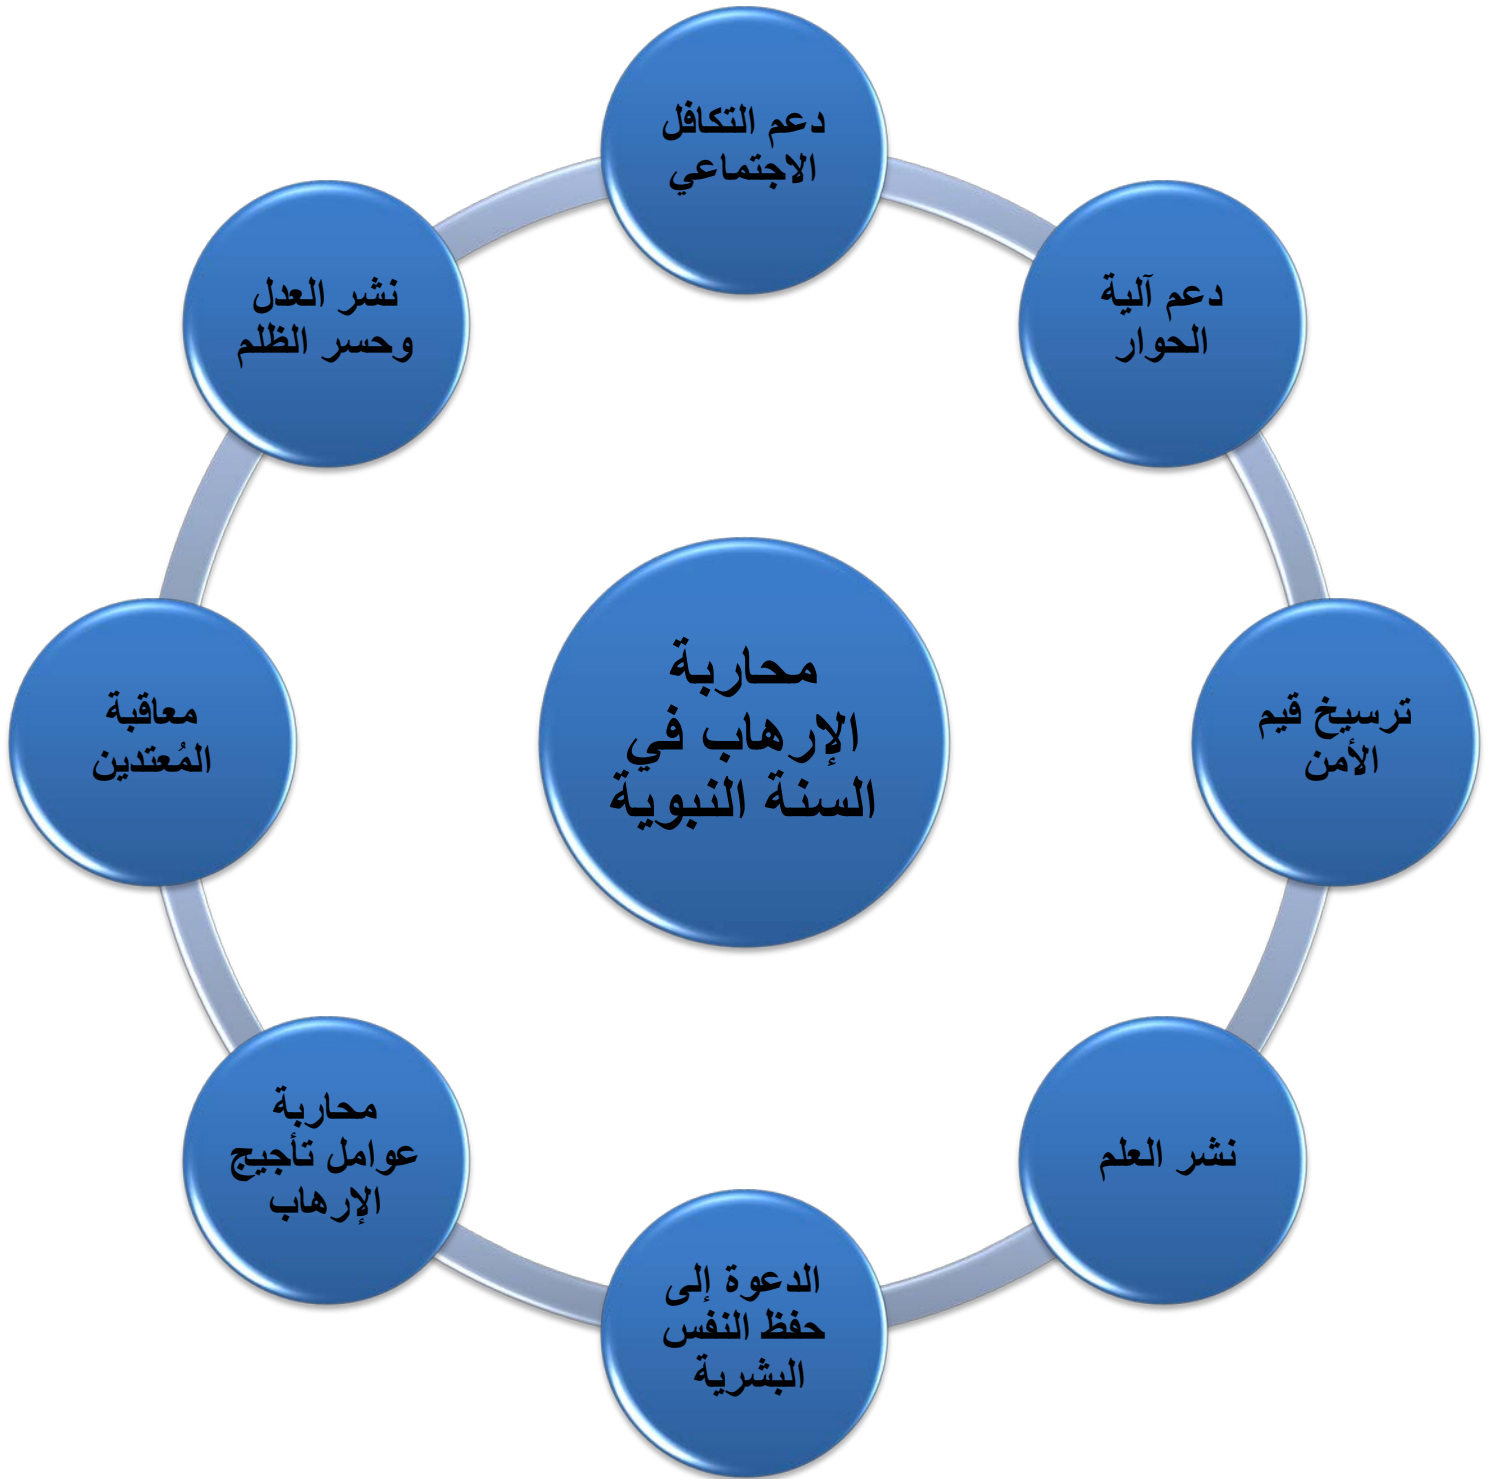 دعم التكافل
الاجتماعي
دعم آلية
الحوار
ترسيخ قيم
الأمن
نشر العلم
الدعوة إلى
حفظ النفس
البشرية
محاربة
عوامل تأجيج
الإرهاب
معاقبة
المُعتدين
نشر العدل
وحسر الظلم
محاربة
الإرهاب في
السنة النبوية